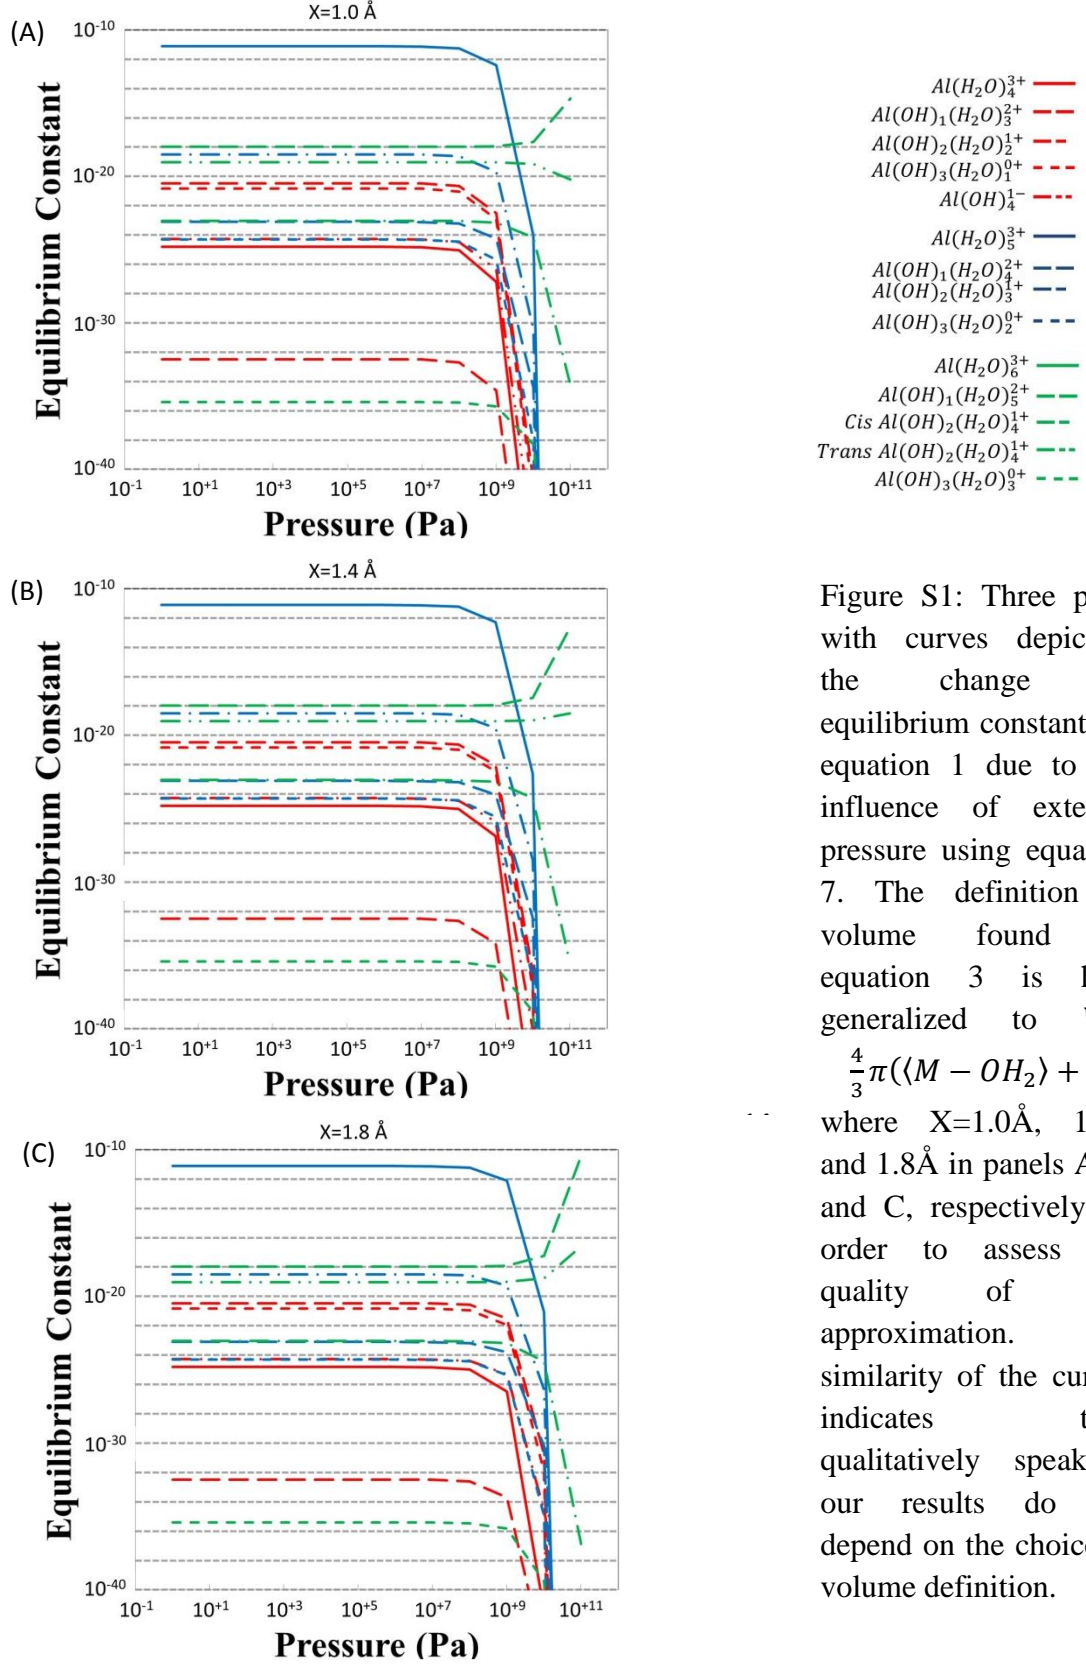 (A)
X=1.0 Å
10⁻¹⁰
10⁻²⁰
10⁻³⁰
10⁻⁴⁰
Equilibrium Constant
10⁻¹ 10⁺¹ 10⁺³ 10⁺⁵ 10⁺⁷ 10⁺⁹ 10⁺¹¹
Pressure (Pa)
Al(H₂O)₄³⁺
Al(OH)₁(H₂O)₃²⁺
Al(OH)₂(H₂O)₂¹⁺
Al(OH)₃(H₂O)₁⁰⁺
Al(OH)₄¹⁻
Al(H₂O)₅³⁺
Al(OH)₁(H₂O)₄²⁺
Al(OH)₂(H₂O)₃¹⁺
Al(OH)₃(H₂O)₂⁰⁺
Al(H₂O)₆³⁺
Al(OH)₁(H₂O)₅²⁺
Cis Al(OH)₂(H₂O)₄¹⁺
Trans Al(OH)₂(H₂O)₄¹⁺
Al(OH)₃(H₂O)₃⁰⁺
(B)
X=1.4 Å
10⁻¹⁰
10⁻²⁰
10⁻³⁰
10⁻⁴⁰
Equilibrium Constant
10⁻¹ 10⁺¹ 10⁺³ 10⁺⁵ 10⁺⁷ 10⁺⁹ 10⁺¹¹
Pressure (Pa)
(C)
X=1.8 Å
10⁻¹⁰
10⁻²⁰
10⁻³⁰
10⁻⁴⁰
Equilibrium Constant
10⁻¹ 10⁺¹ 10⁺³ 10⁺⁵ 10⁺⁷ 10⁺⁹ 10⁺¹¹
Pressure (Pa)
Figure S1: Three p
with curves depic
the change
equilibrium constant
equation 1 due to
influence of exte
pressure using equa
7. The definition
volume found
equation 3 is
generalized to
4/3 π(⟨M − OH₂⟩ +
where X=1.0Å, 1
and 1.8Å in panels A
and C, respectively
order to assess
quality of
approximation.
similarity of the cur
indicates t
qualitatively speak
our results do
depend on the choice
volume definition.